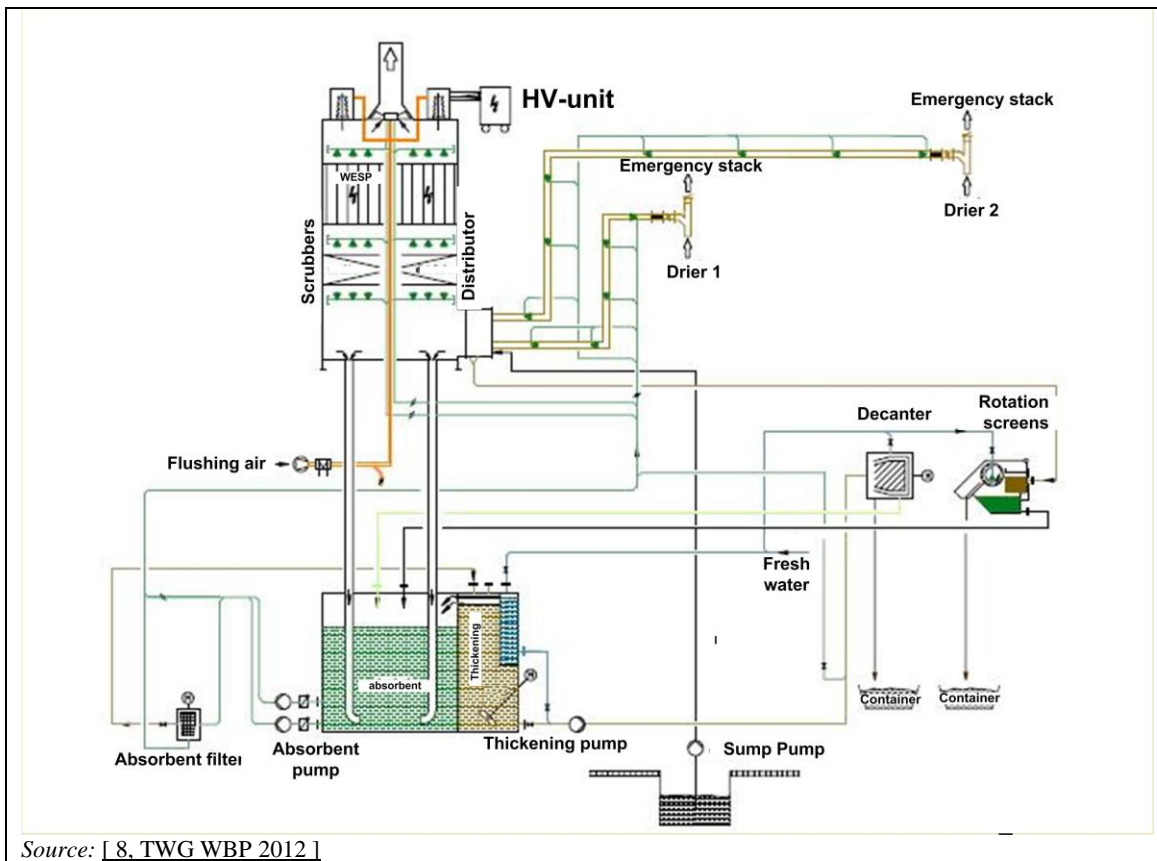 HV-unit
Emergency stack
WESP
Emergency stack
Drier 2
Scrubbers
Distributor
Drier 1
Decanter
Rotation
screens
Flushing air
Fresh
water
Thickening
absorbent
Container
Container
Absorbent filter
Absorbent
pump
Thickening pump
Sump Pump
M
M
M
Source: [ 8, TWG WBP 2012 ]